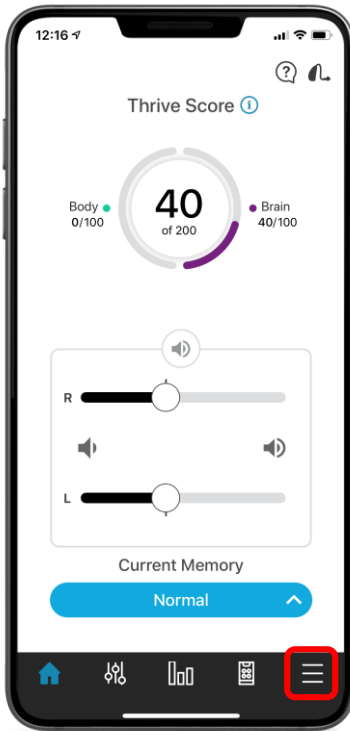 12:16
Thrive Score
Body
0/100
40
of 200
Brain
40/100
R
L
Current Memory
Normal